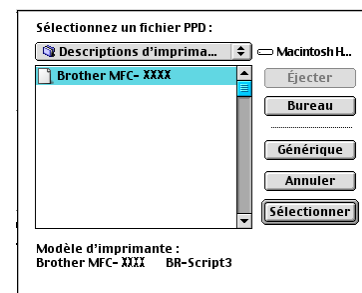 Sélectionnez un fichier PPD :
Descriptions d'imprima... Macintosh H...
Brother MFC- XXXX
Éjecter
Bureau
Générique
Annuler
Sélectionner
Modèle d'imprimante :
Brother MFC- XXXX BR-Script3